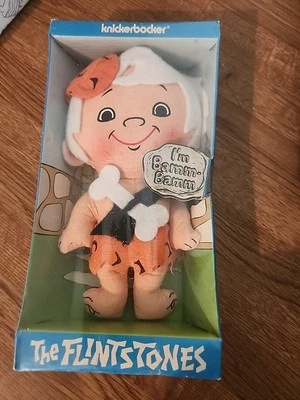 knickerbocker®
I'm
Bamm-
Bamm
The FLINTSTONES